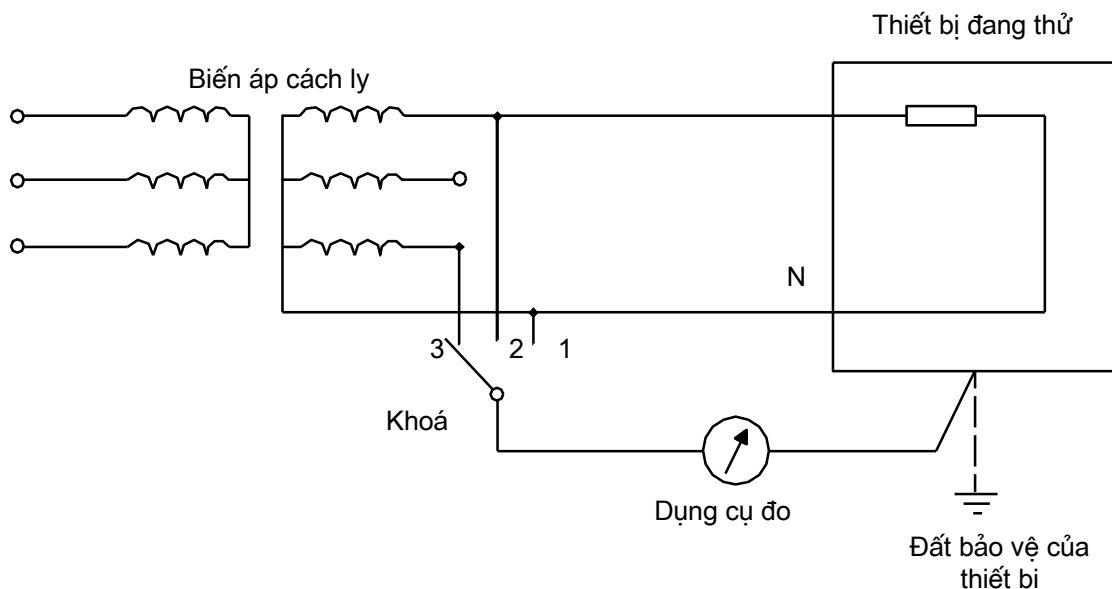 Thiết bị đang thử
Biến áp cách ly
N
3 2 1
Khoá
Dụng cụ đo
Đất bảo vệ của
thiết bi